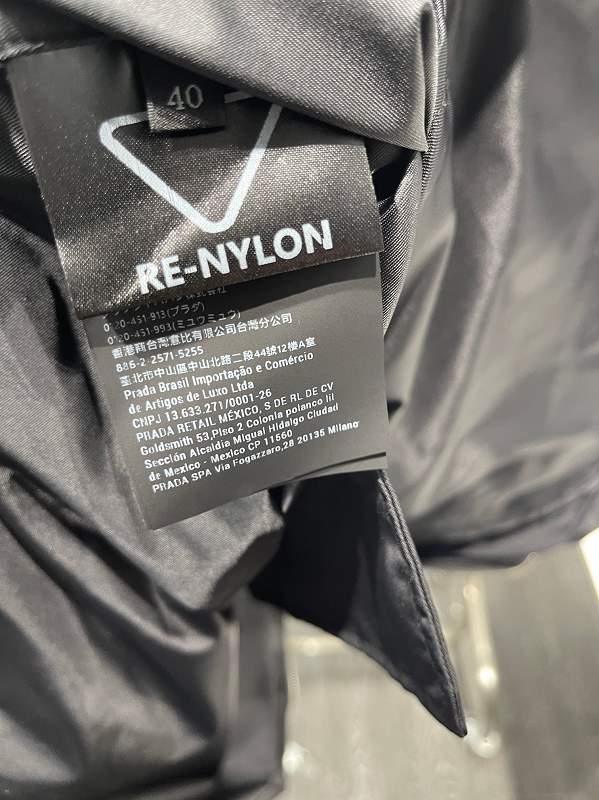 40
RE-NYLON
0120-451-913(プラダ)
0120-451-993(ミュウミュウ)
香港商台灣意比有限公司台灣分公司
886-2-2571-5255
臺北市中山區中山北路二段44號12樓A室
Prada Brasil Importação e Comércio
de Artigos de Luxo Ltda
CNPJ 13.633.271/0001-26
PRADA RETAIL MÉXICO, S DE RL DE CV
Goldsmith 53,Piso 2 Colonia polanco III
Sección Alcaldía Miguel Hidalgo Ciudad
de Mexico - Mexico CP 11560
PRADA SPA Via Fogazzaro,28 20135 Milano